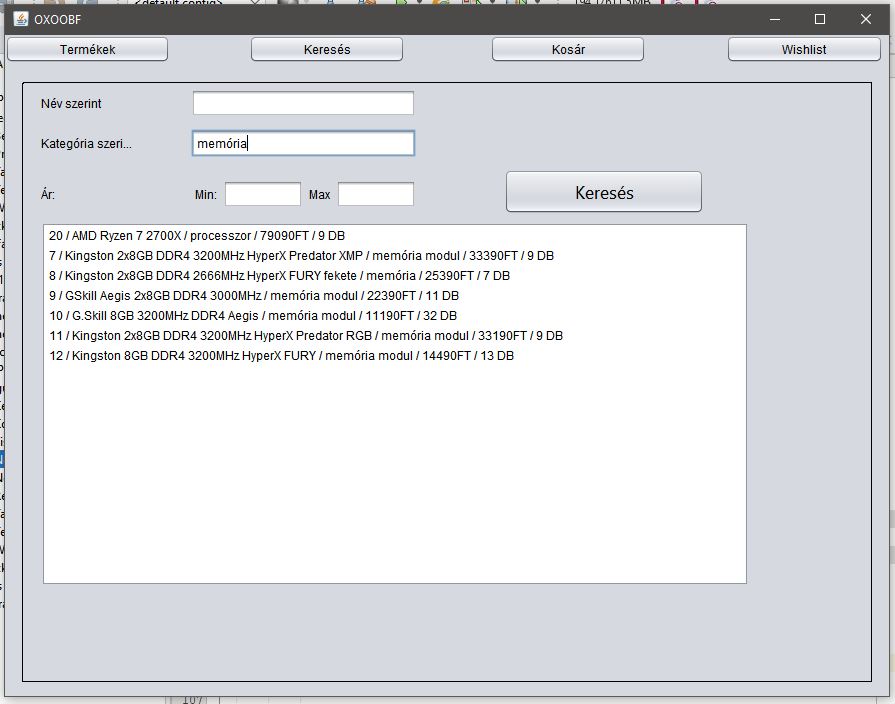 OXOOBF
Termékek Keresés Kosár Wishlist
Név szerint
Kategória szeri... memória
Ár: Min: Max Keresés
20 / AMD Ryzen 7 2700X / processzor / 79090FT / 9 DB
7 / Kingston 2x8GB DDR4 3200MHz HyperX Predator XMP / memória modul / 33390FT / 9 DB
8 / Kingston 2x8GB DDR4 2666MHz HyperX FURY fekete / memória / 25390FT / 7 DB
9 / GSkill Aegis 2x8GB DDR4 3000MHz / memória modul / 22390FT / 11 DB
10 / G.Skill 8GB 3200MHz DDR4 Aegis / memória modul / 11190FT / 32 DB
11 / Kingston 2x8GB DDR4 3200MHz HyperX Predator RGB / memória modul / 33190FT / 9 DB
12 / Kingston 8GB DDR4 3200MHz HyperX FURY / memória modul / 14490FT / 13 DB